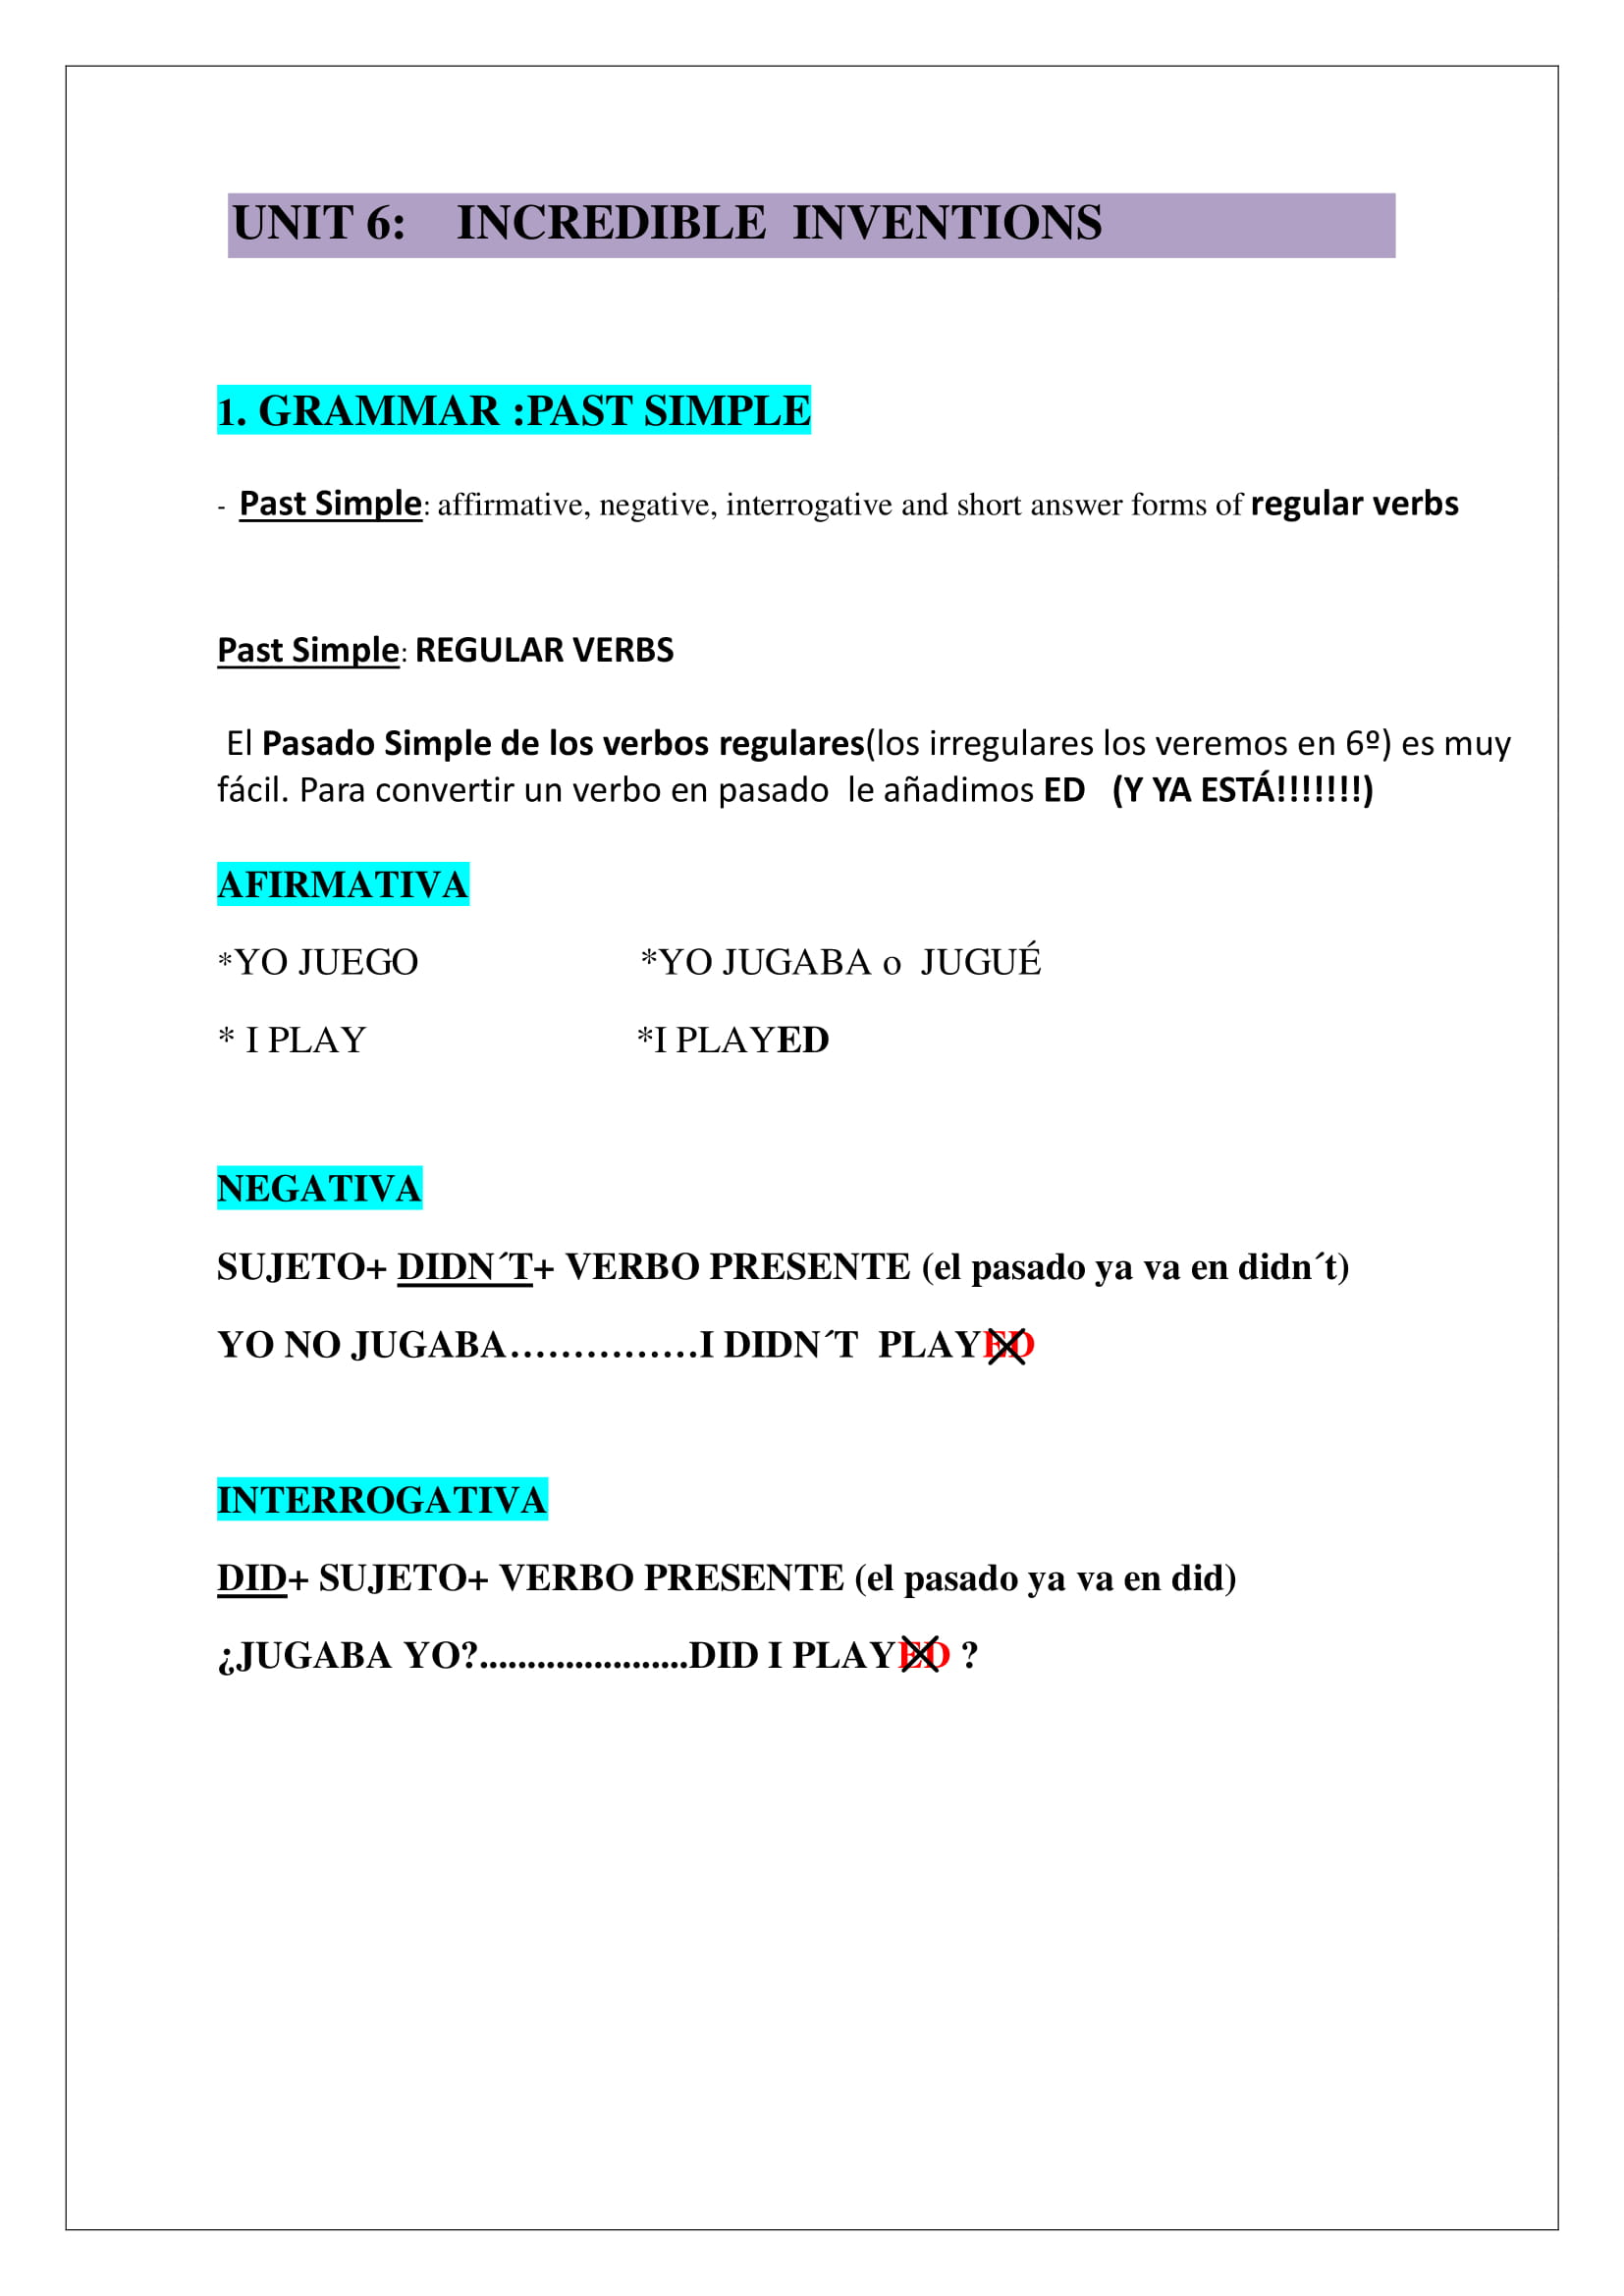 UNIT 6: INCREDIBLE INVENTIONS
1. GRAMMAR :PAST SIMPLE
- Past Simple: affirmative, negative, interrogative and short answer forms of regular verbs
Past Simple: REGULAR VERBS
El Pasado Simple de los verbos regulares(los irregulares los veremos en 6º) es muy
fácil. Para convertir un verbo en pasado le añadimos ED (Y YA ESTÁ!!!!!!!)
AFIRMATIVA
*YO JUEGO *YO JUGABA o JUGUÉ
* I PLAY *I PLAYED
NEGATIVA
SUJETO+ DIDN´T+ VERBO PRESENTE (el pasado ya va en didn´t)
YO NO JUGABA……………I DIDN´T PLAYED
INTERROGATIVA
DID+ SUJETO+ VERBO PRESENTE (el pasado ya va en did)
¿JUGABA YO?......................DID I PLAYED ?